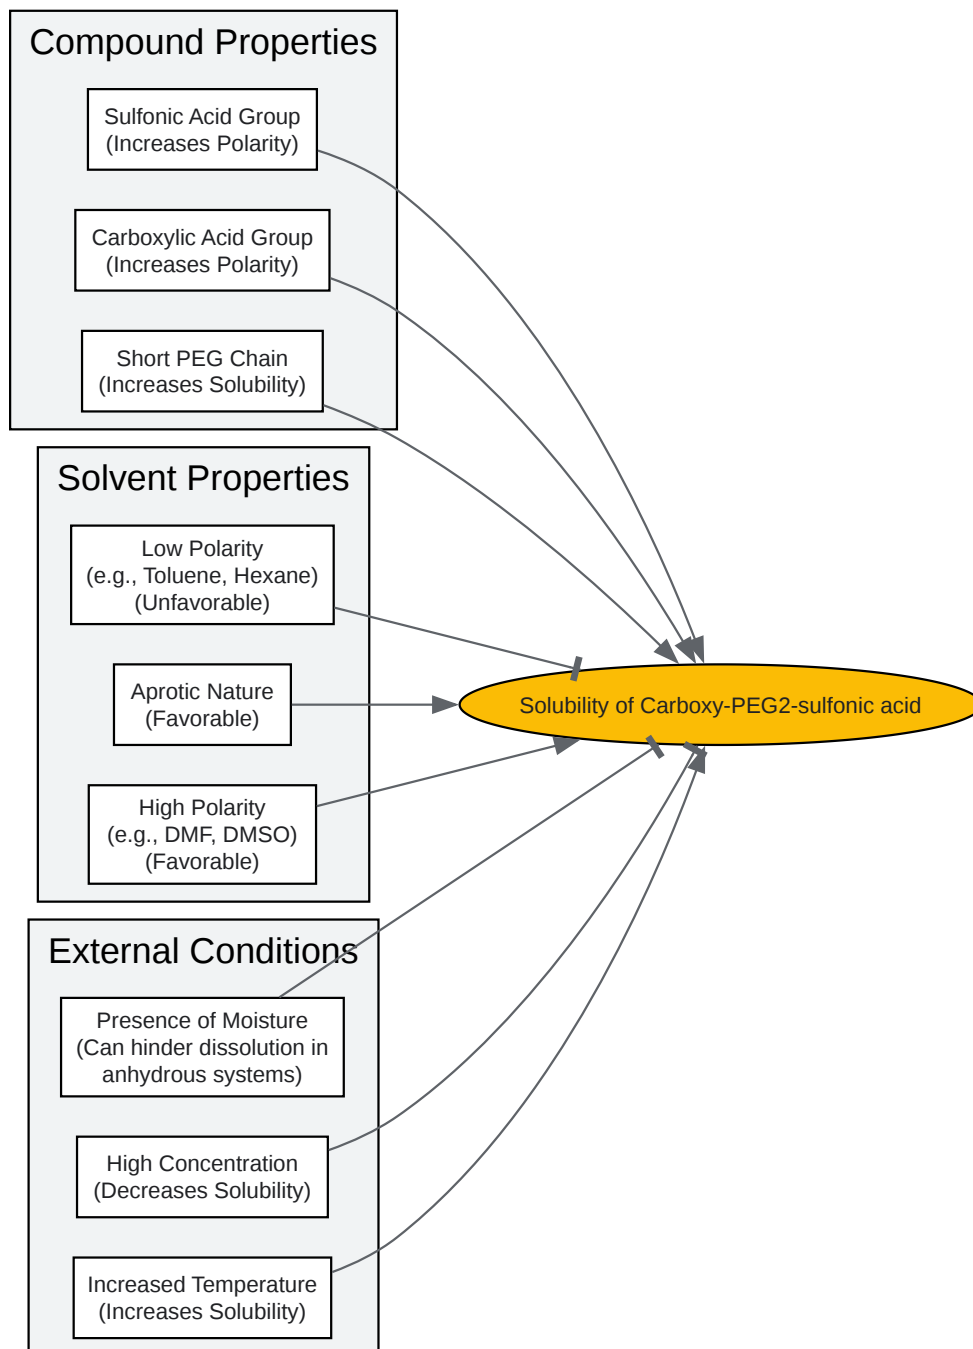 Compound Properties
Sulfonic Acid Group
(Increases Polarity)
Carboxylic Acid Group
(Increases Polarity)
Short PEG Chain
(Increases Solubility)
Solvent Properties
Low Polarity
(e.g., Toluene, Hexane)
(Unfavorable)
Aprotic Nature
(Favorable)
High Polarity
(e.g., DMF, DMSO)
(Favorable)
External Conditions
Presence of Moisture
(Can hinder dissolution in
anhydrous systems)
High Concentration
(Decreases Solubility)
Increased Temperature
(Increases Solubility)
Solubility of Carboxy-PEG2-sulfonic acid